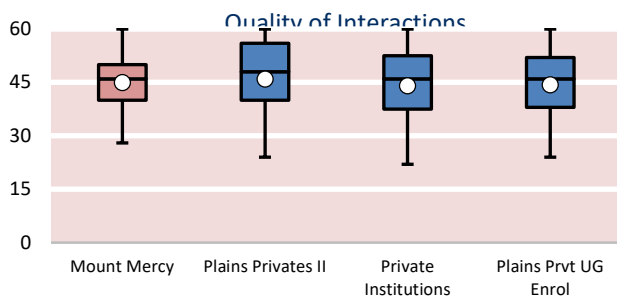 Quality of Interactions
60
45
30
15
0
Mount Mercy
Plains Privates II
Private
Institutions
Plains Prvt UG
Enrol